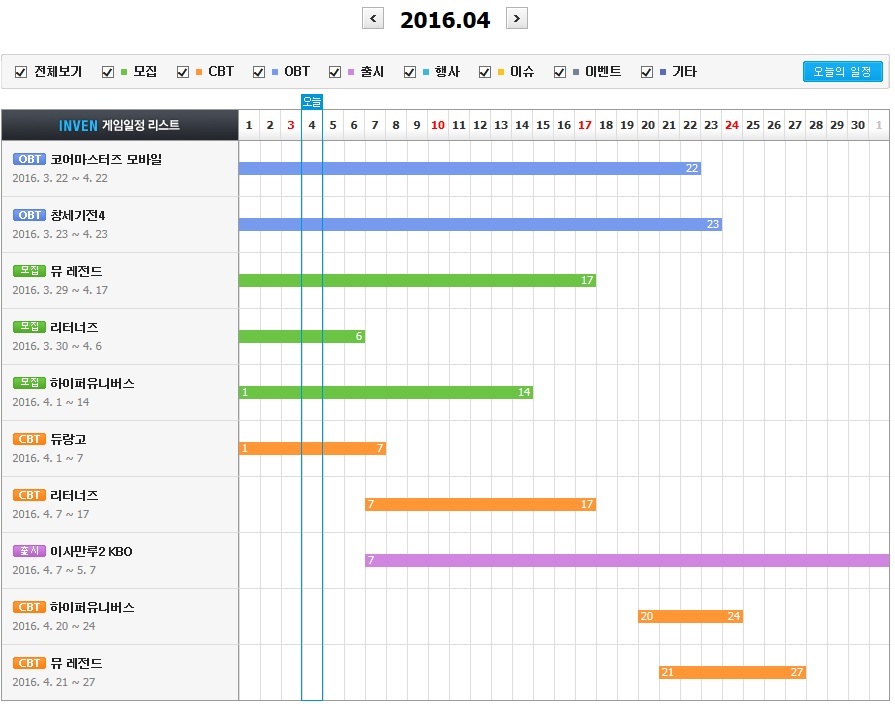 < 2016.04 >
전체보기 모집 CBT OBT 출시 행사 이슈 이벤트 기타 오늘의 일정
오늘
INVEN 게임일정 리스트 1 2 3 4 5 6 7 8 9 10 11 12 13 14 15 16 17 18 19 20 21 22 23 24 25 26 27 28 29 30 1
OBT 코어마스터즈 모바일
22
2016. 3. 22 ~ 4. 22
OBT 창세기전4
23
2016. 3. 23 ~ 4. 23
모집 뮤 레전드
17
2016. 3. 29 ~ 4. 17
모집 리터너즈
6
2016. 3. 30 ~ 4. 6
모집 하이퍼유니버스
1 14
2016. 4. 1 ~ 14
CBT 듀랑고
1 7
2016. 4. 1 ~ 7
CBT 리터너즈
7 17
2016. 4. 7 ~ 17
출시 이사만루2 KBO
7
2016. 4. 7 ~ 5. 7
CBT 하이퍼유니버스
20 24
2016. 4. 20 ~ 24
CBT 뮤 레전드
21 27
2016. 4. 21 ~ 27